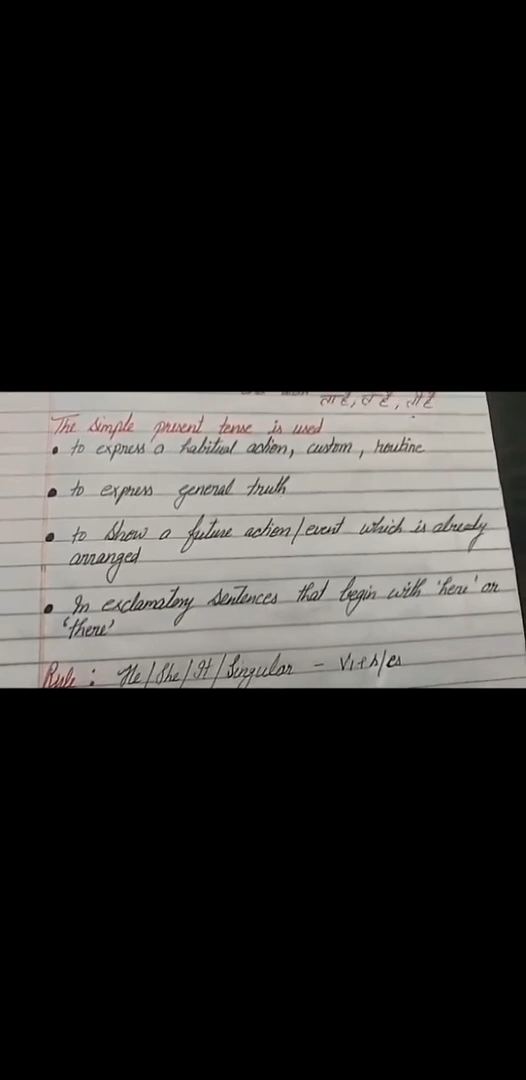 ता है, ते है, ती है
The simple present tense is used
• to express a habitual action, custom, routine
• to express general truth
• to show a future action/event which is already
arranged
• In exclamatory sentences that begin with 'here' or
'there'
Rule : He/She/It/Singular - V1+s/es